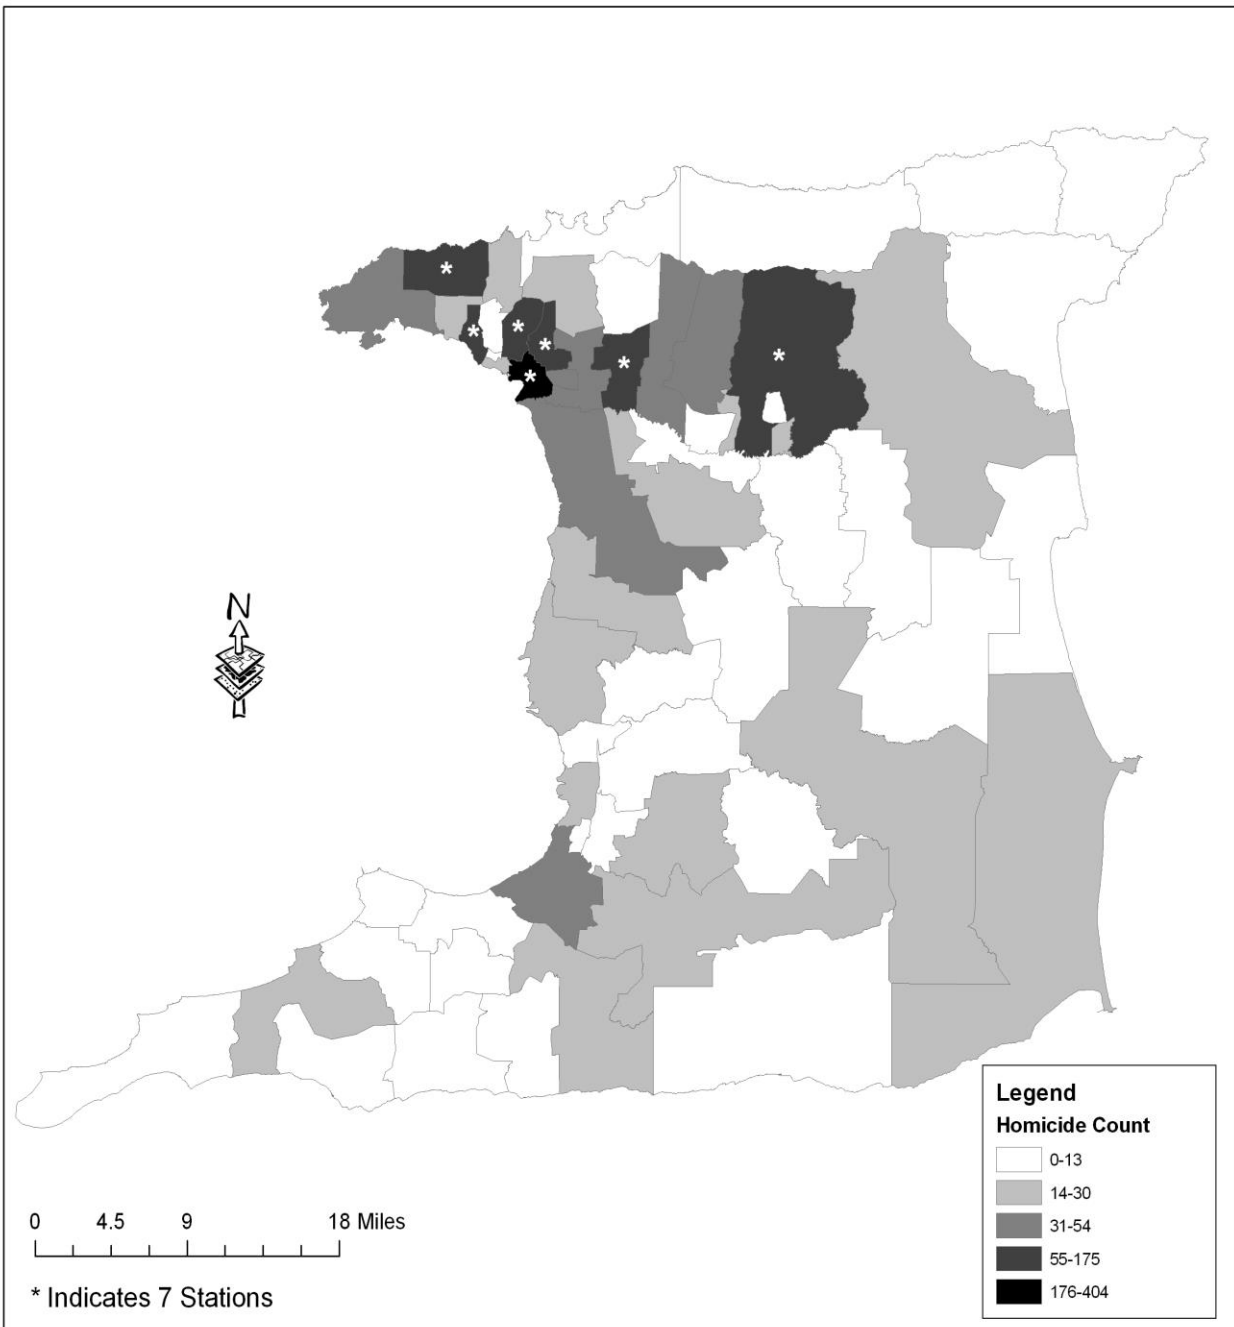 *
*
*
*
*
*
*
N
Legend
Homicide Count
0-13
14-30
31-54
55-175
176-404
0 4.5 9 18 Miles
* Indicates 7 Stations